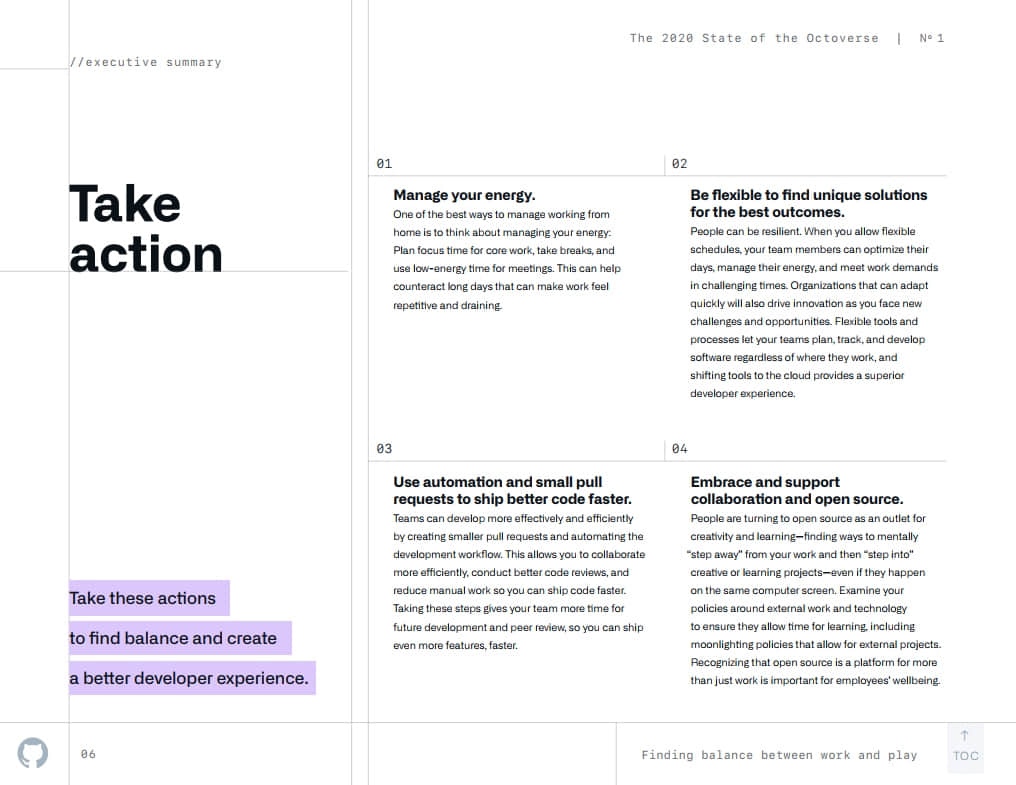 The 2020 State of the Octoverse | Nº 1
//executive summary
Take
action
Take these actions
to find balance and create
a better developer experience.
01
Manage your energy.
One of the best ways to manage working from
home is to think about managing your energy:
Plan focus time for core work, take breaks, and
use low-energy time for meetings. This can help
counteract long days that can make work feel
repetitive and draining.
02
Be flexible to find unique solutions
for the best outcomes.
People can be resilient. When you allow flexible
schedules, your team members can optimize their
days, manage their energy, and meet work demands
in challenging times. Organizations that can adapt
quickly will also drive innovation as you face new
challenges and opportunities. Flexible tools and
processes let your teams plan, track, and develop
software regardless of where they work, and
shifting tools to the cloud provides a superior
developer experience.
03
Use automation and small pull
requests to ship better code faster.
Teams can develop more effectively and efficiently
by creating smaller pull requests and automating the
development workflow. This allows you to collaborate
more efficiently, conduct better code reviews, and
reduce manual work so you can ship code faster.
Taking these steps gives your team more time for
future development and peer review, so you can ship
even more features, faster.
04
Embrace and support
collaboration and open source.
People are turning to open source as an outlet for
creativity and learning—finding ways to mentally
“step away” from your work and then “step into”
creative or learning projects—even if they happen
on the same computer screen. Examine your
policies around external work and technology
to ensure they allow time for learning, including
moonlighting policies that allow for external projects.
Recognizing that open source is a platform for more
than just work is important for employees’ wellbeing.
06
Finding balance between work and play
↑
TOC